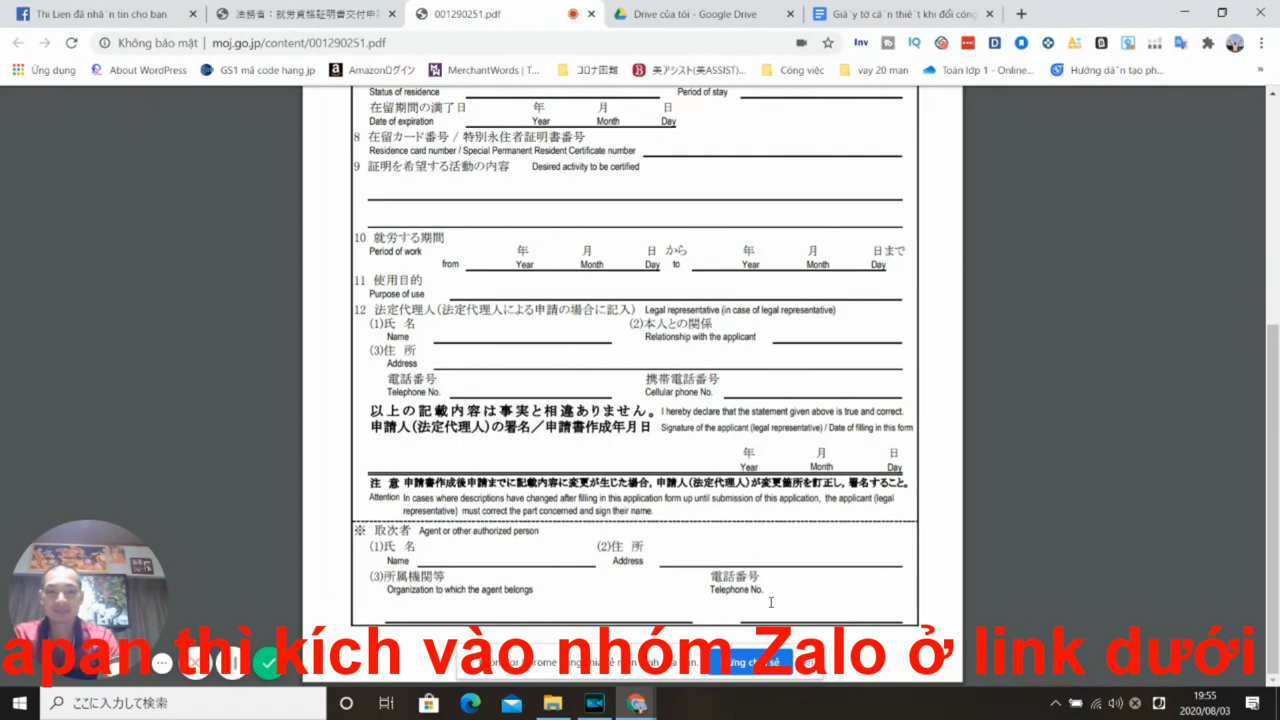 Thi Lien đã nhắn tin cho bạn
法務省：就労資格証明書交付申
001290251.pdf
Drive của tôi - Google Drive
Giấy tờ cần thiết khi đổi công
Không bảo mật | moj.go.jp/content/001290251.pdf
Ứng dụng
About WordPress
GS1 mã code hang jp
Amazonログイン
MerchantWords | T...
コロナ困難
美アシスト(美ASSIST)...
Công việc
vay 20 man
Toán lớp 1 - Online...
Hướng dẫn tạo ph...
Status of residence
Period of stay
在留期間の満了日 年 月 日
Date of expiration Year Month Day
8 在留カード番号 / 特別永住者証明書番号
Residence card number / Special Permanent Resident Certificate number
9 証明を希望する活動の内容 Desired activity to be certified
10 就労する期間 年 月 日 から 年 月 日まで
Period of work from Year Month Day to Year Month Day
11 使用目的
Purpose of use
12 法定代理人(法定代理人による申請の場合に記入) Legal representative (in case of legal representative)
(1)氏 名 (2)本人との関係
Name Relationship with the applicant
(3)住 所
Address
電話番号 携帯電話番号
Telephone No. Cellular phone No.
以上の記載内容は事実と相違ありません。 I hereby declare that the statement given above is true and correct.
申請人(法定代理人)の署名／申請書作成年月日 Signature of the applicant (legal representative) / Date of filling in this form
年 月 日
Year Month Day
注 意 申請書作成後申請までに記載内容に変更が生じた場合，申請人(法定代理人)が変更箇所を訂正し，署名すること。
Attention In cases where descriptions have changed after filling in this application form up until submission of this application, the applicant (legal
representative) must correct the part concerned and sign their name.
※ 取次者 Agent or other authorized person
(1)氏 名 (2)住 所
Name Address
(3)所属機関等 電話番号
Organization to which the agent belongs Telephone No.
apan thì kích vào nhóm Zalo ở link dưới
ここに入力して検索
19:55
2020/08/03